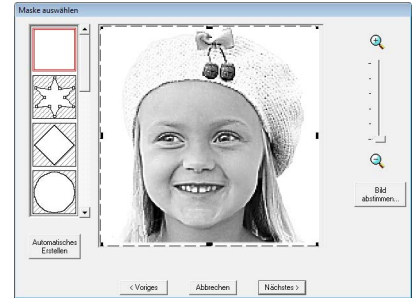 Maske auswählen
Automatisches
Erstellen
Bild
abstimmen...
< Voriges
Abbrechen
Nächstes >